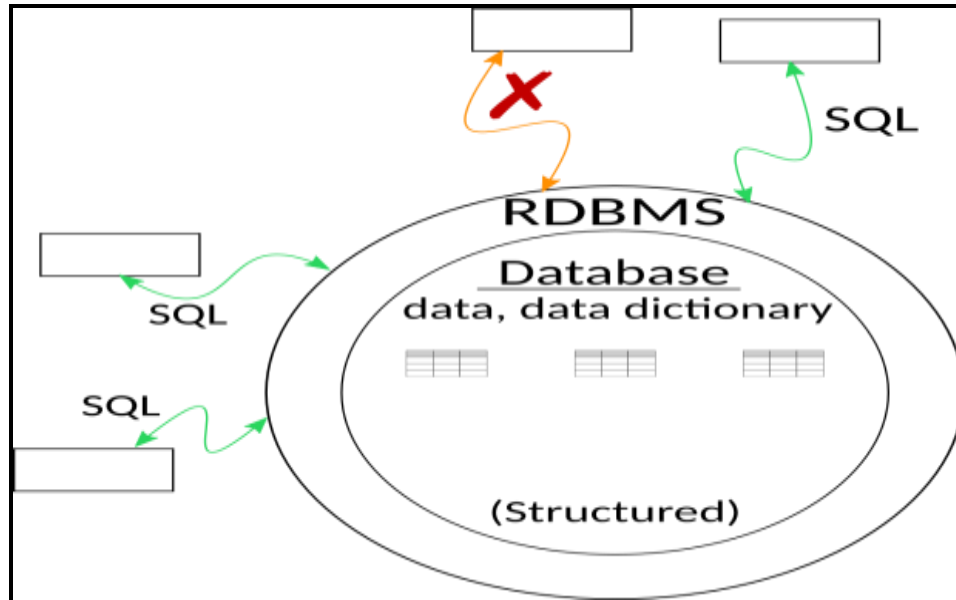 SQL
RDBMS
Database
data, data dictionary
SQL
SQL
(Structured)